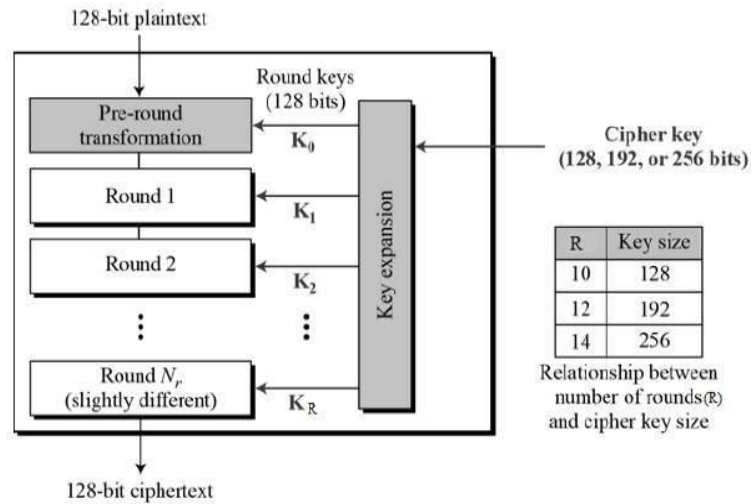 128-bit plaintext
Round keys
(128 bits)
Pre-round
transformation
K₀
Cipher key
(128, 192, or 256 bits)
Round 1
K₁
Round 2
K₂
Key expansion
R Key size
10 128
12 192
14 256
Round Nᵣ
(slightly different)
K R
Relationship between
number of rounds(R)
and cipher key size
128-bit ciphertext